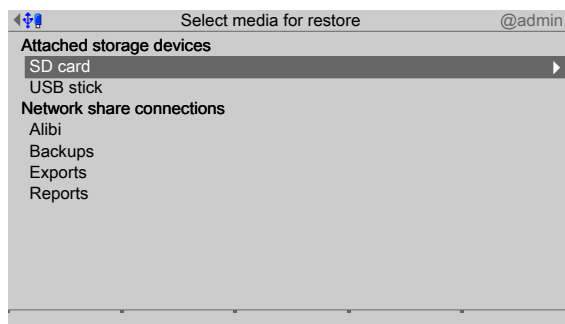 Select media for restore @admin
Attached storage devices
SD card
USB stick
Network share connections
Alibi
Backups
Exports
Reports